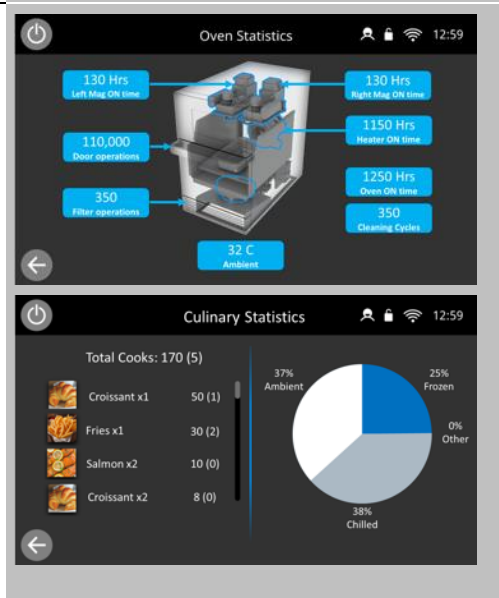 Oven Statistics
12:59
130 Hrs
Left Mag ON time
130 Hrs
Right Mag ON time
110,000
Door operations
1150 Hrs
Heater ON time
350
Filter operations
1250 Hrs
Oven ON time
350
Cleaning Cycles
32 C
Ambient
Culinary Statistics
12:59
Total Cooks: 170 (5)
Croissant x1 50 (1)
Fries x1 30 (2)
Salmon x2 10 (0)
Croissant x2 8 (0)
37%
Ambient
25%
Frozen
0%
Other
38%
Chilled